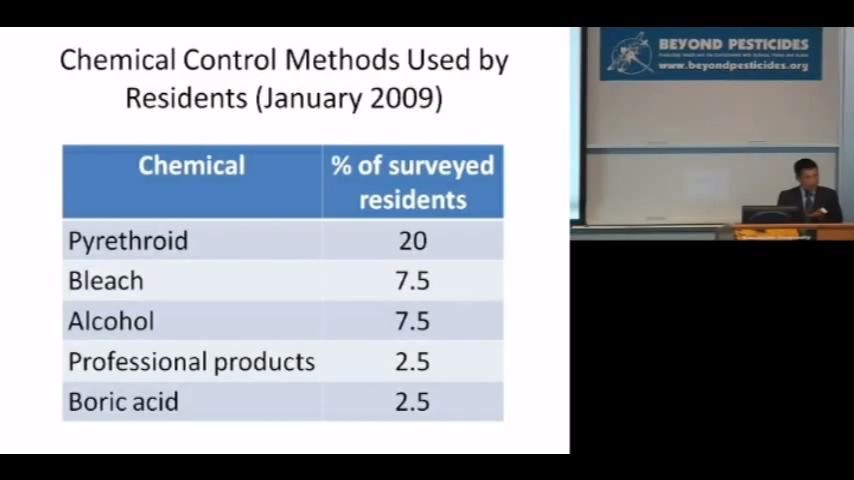 Chemical Control Methods Used by
Residents (January 2009)
Chemical
% of surveyed
residents
Pyrethroid
20
Bleach
7.5
Alcohol
7.5
Professional products
2.5
Boric acid
2.5
BEYOND PESTICIDES
www.beyondpesticides.org